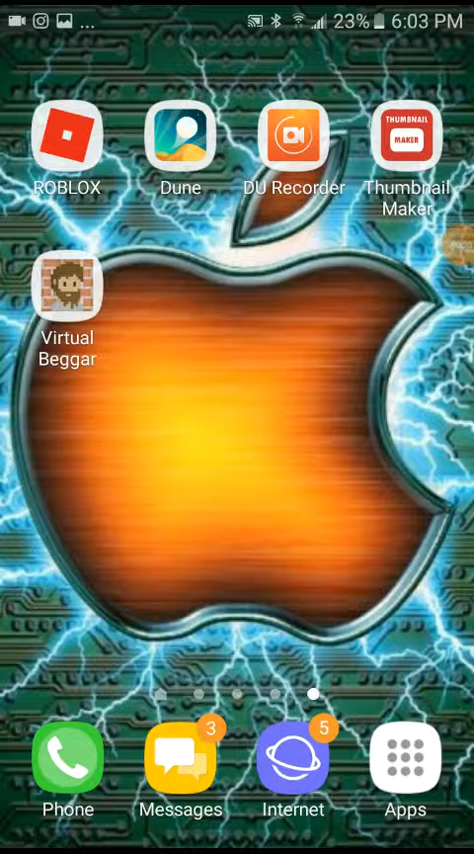 ... 23% 6:03 PM
THUMBNAIL
MAKER
ROBLOX Dune DU Recorder Thumbnail
Maker
Virtual
Beggar
3 5
Phone Messages Internet Apps